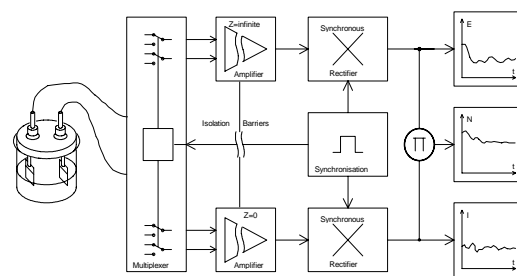 Z=infinite
Amplifier
Synchronous
Rectifier
E
t
Isolation
Barriers
Synchronisation
Π
N
t
Z=0
Amplifier
Synchronous
Rectifier
I
t
Multiplexer